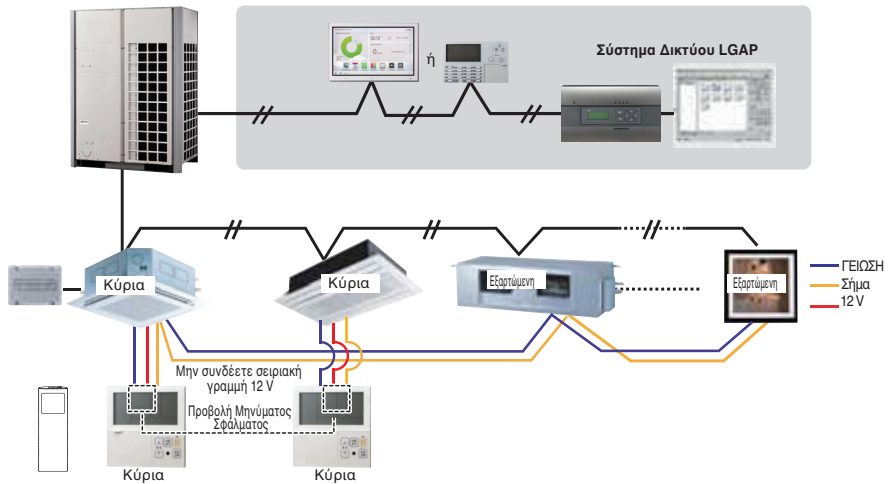 ή
Σύστημα Δικτύου LGAP
Κύρια
Κύρια
Εξαρτώμενη
Εξαρτώμενη
ΓΕΙΩΣΗ
Σήμα
12 V
Μην συνδέετε σειριακή
γραμμή 12 V
Προβολή Μηνύματος
Σφάλματος
Κύρια
Κύρια